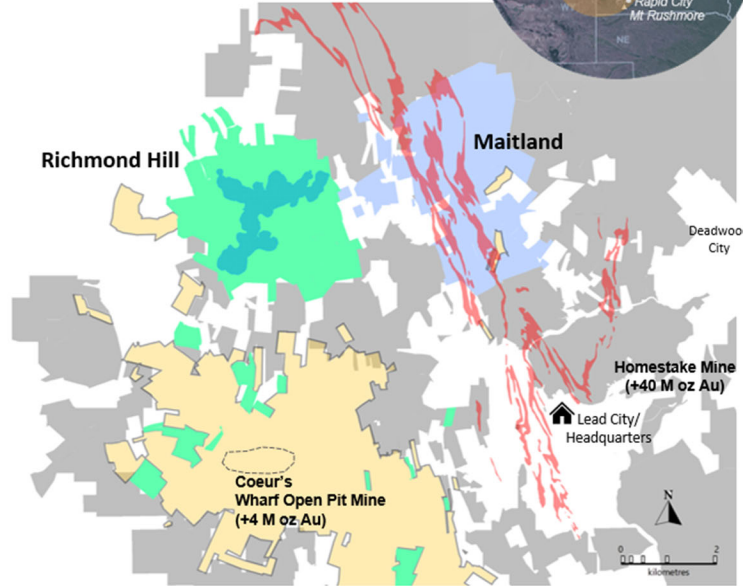 WY
Rapid City
Mt Rushmore
NE
Richmond Hill
Maitland
Deadwoo
City
Homestake Mine
(+40 M oz Au)
Lead City/
Headquarters
Coeur's
Wharf Open Pit Mine
(+4 M oz Au)
N
0 2
kilometres